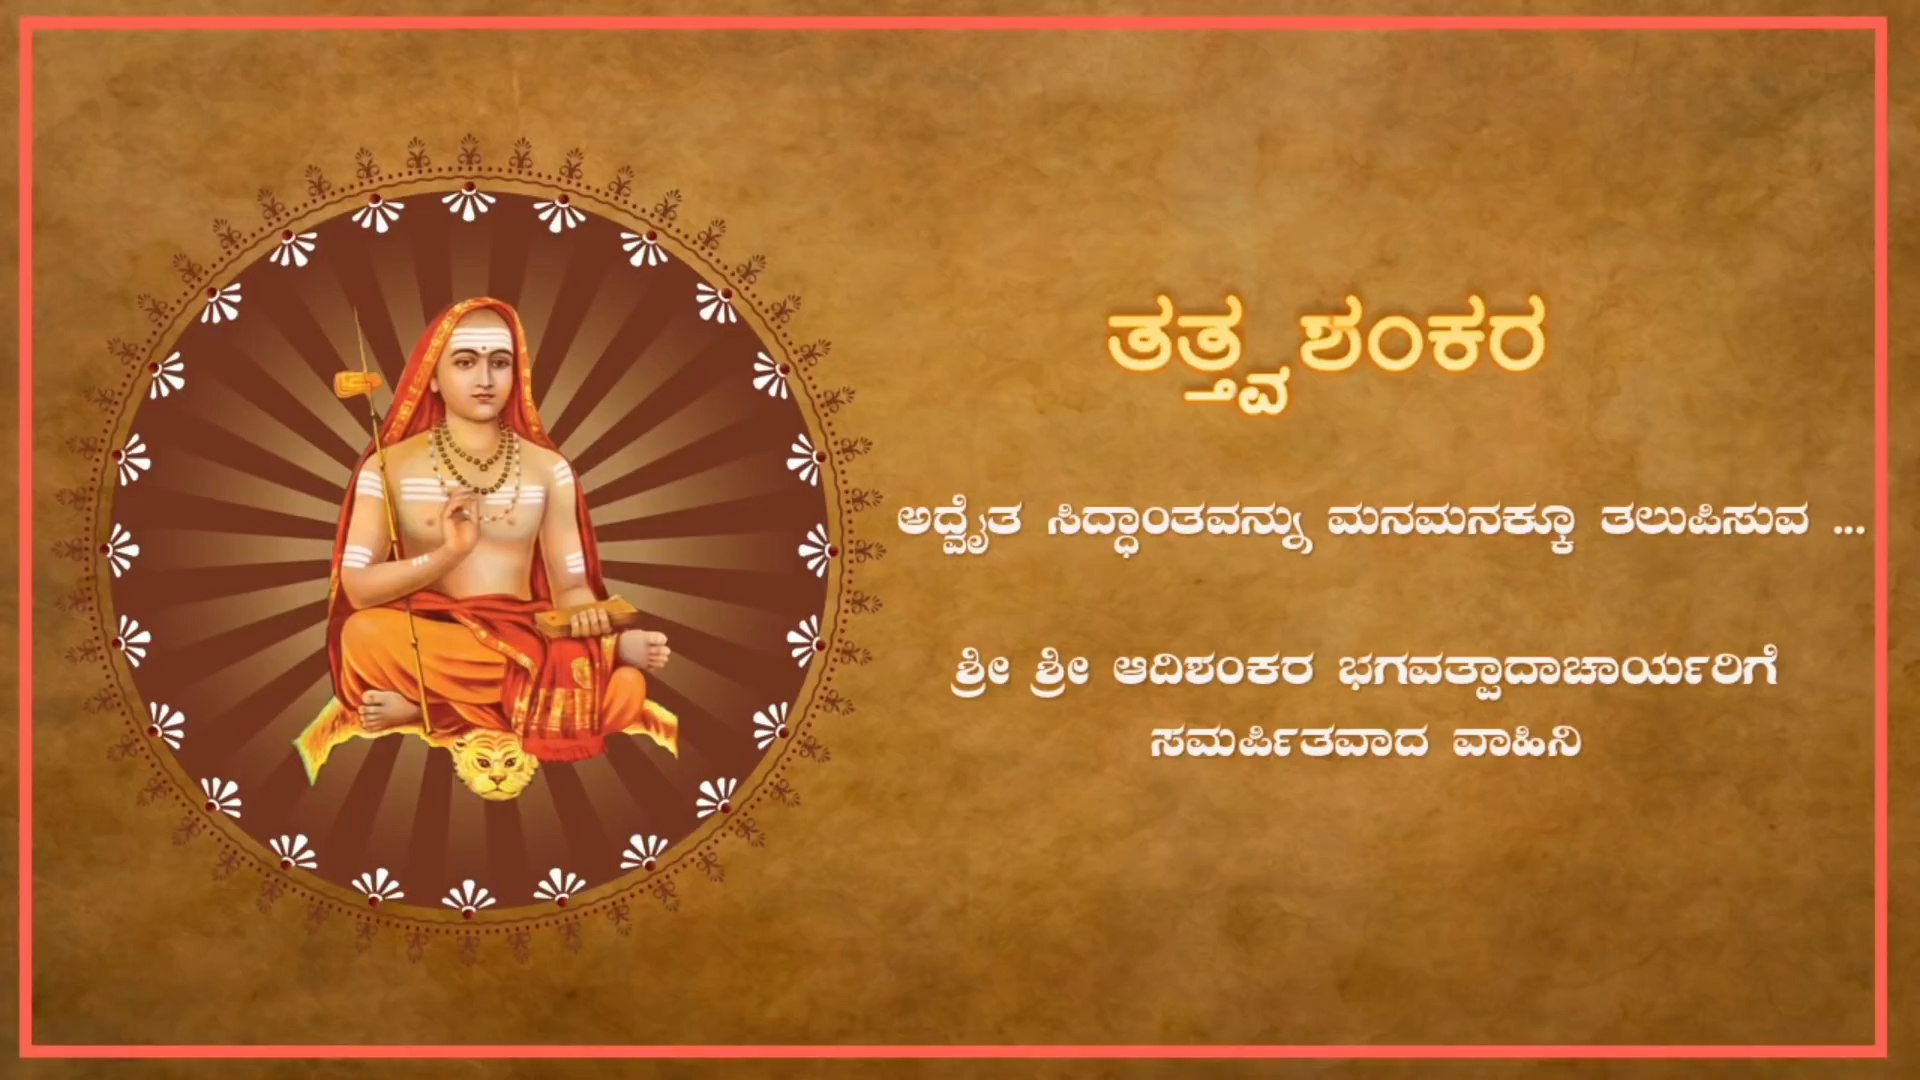 ತತ್ತ್ವಶಂಕರ
ಅದ್ವೈತ ಸಿದ್ಧಾಂತವನ್ನು ಮನಮನಕ್ಕೂ ತಲುಪಿಸುವ ...
ಶ್ರೀ ಶ್ರೀ ಆದಿಶಂಕರ ಭಗವತ್ಪಾದಾಚಾರ್ಯರಿಗೆ
ಸಮರ್ಪಿತವಾದ ವಾಹಿನಿ